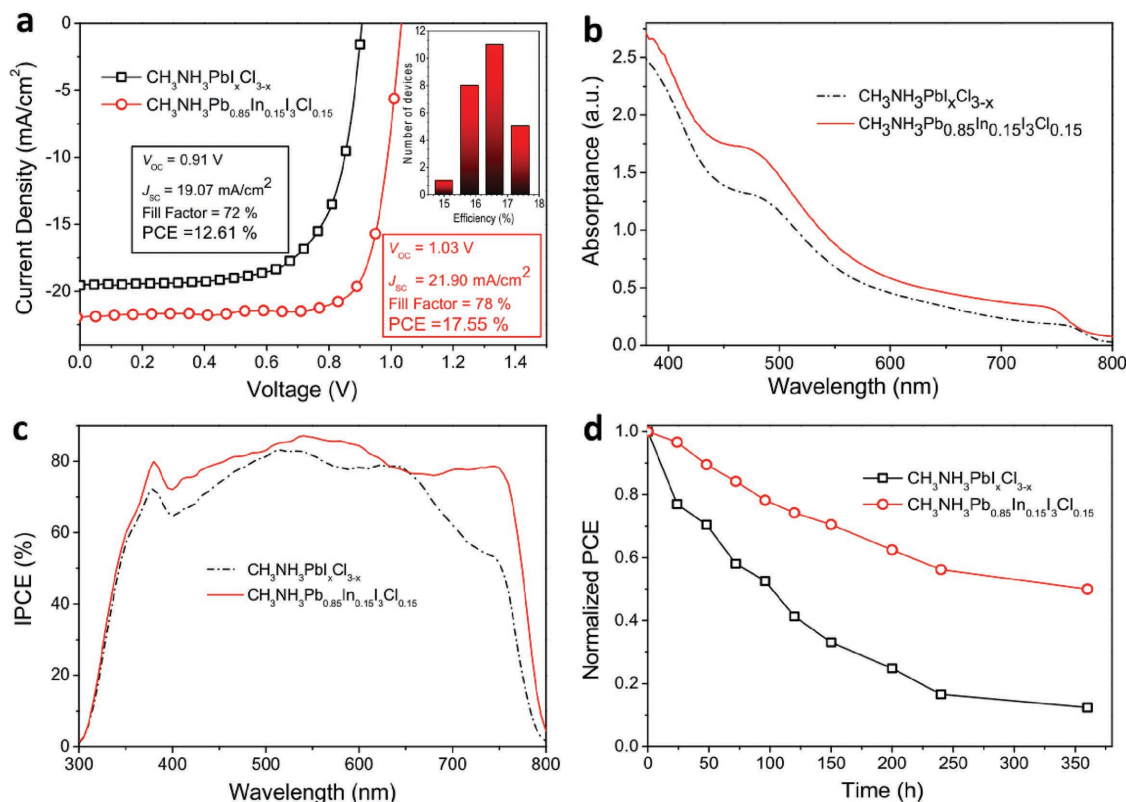 a
Current Density (mA/cm²)
0
-5
-10
-15
-20
CH₃NH₃PbIₓCl₃₋ₓ
CH₃NH₃Pb₀.₈₅In₀.₁₅I₃Cl₀.₁₅
V_OC = 0.91 V
J_SC = 19.07 mA/cm²
Fill Factor = 72 %
PCE =12.61 %
Number of devices
12
10
8
6
4
2
0
15 16 17 18
Efficiency (%)
V_OC = 1.03 V
J_SC = 21.90 mA/cm²
Fill Factor = 78 %
PCE =17.55 %
0.0 0.2 0.4 0.6 0.8 1.0 1.2 1.4
Voltage (V)
b
Absorptance (a.u.)
2.5
2.0
1.5
1.0
0.5
0.0
CH₃NH₃PbIₓCl₃₋ₓ
CH₃NH₃Pb₀.₈₅In₀.₁₅I₃Cl₀.₁₅
400 500 600 700 800
Wavelength (nm)
c
IPCE (%)
80
60
40
20
0
CH₃NH₃PbIₓCl₃₋ₓ
CH₃NH₃Pb₀.₈₅In₀.₁₅I₃Cl₀.₁₅
300 400 500 600 700 800
Wavelength (nm)
d
Normalized PCE
1.0
0.8
0.6
0.4
0.2
0.0
CH₃NH₃PbIₓCl₃₋ₓ
CH₃NH₃Pb₀.₈₅In₀.₁₅I₃Cl₀.₁₅
0 50 100 150 200 250 300 350
Time (h)